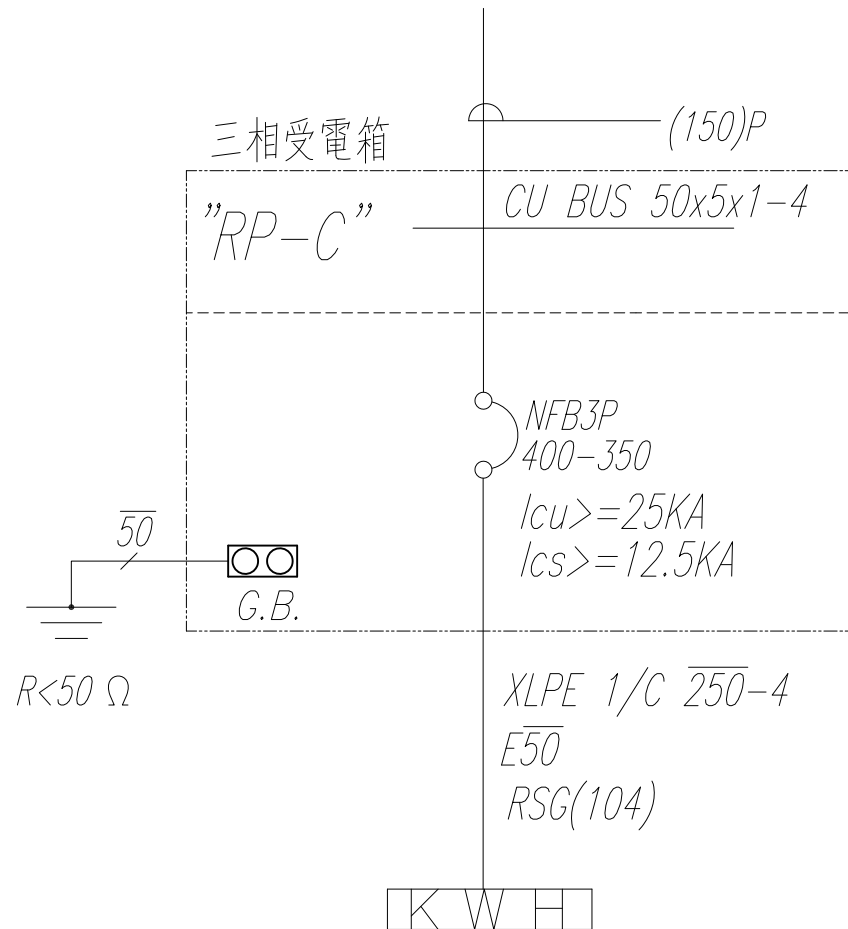 (150)P
三相受電箱
"RP-C"
CU BUS 50x5x1-4
NFB3P
400-350
Icu>=25KA
Ics>=12.5KA
50
G.B.
R<50 Ω
XLPE 1/C 250-4
E50
RSG(104)
KWH